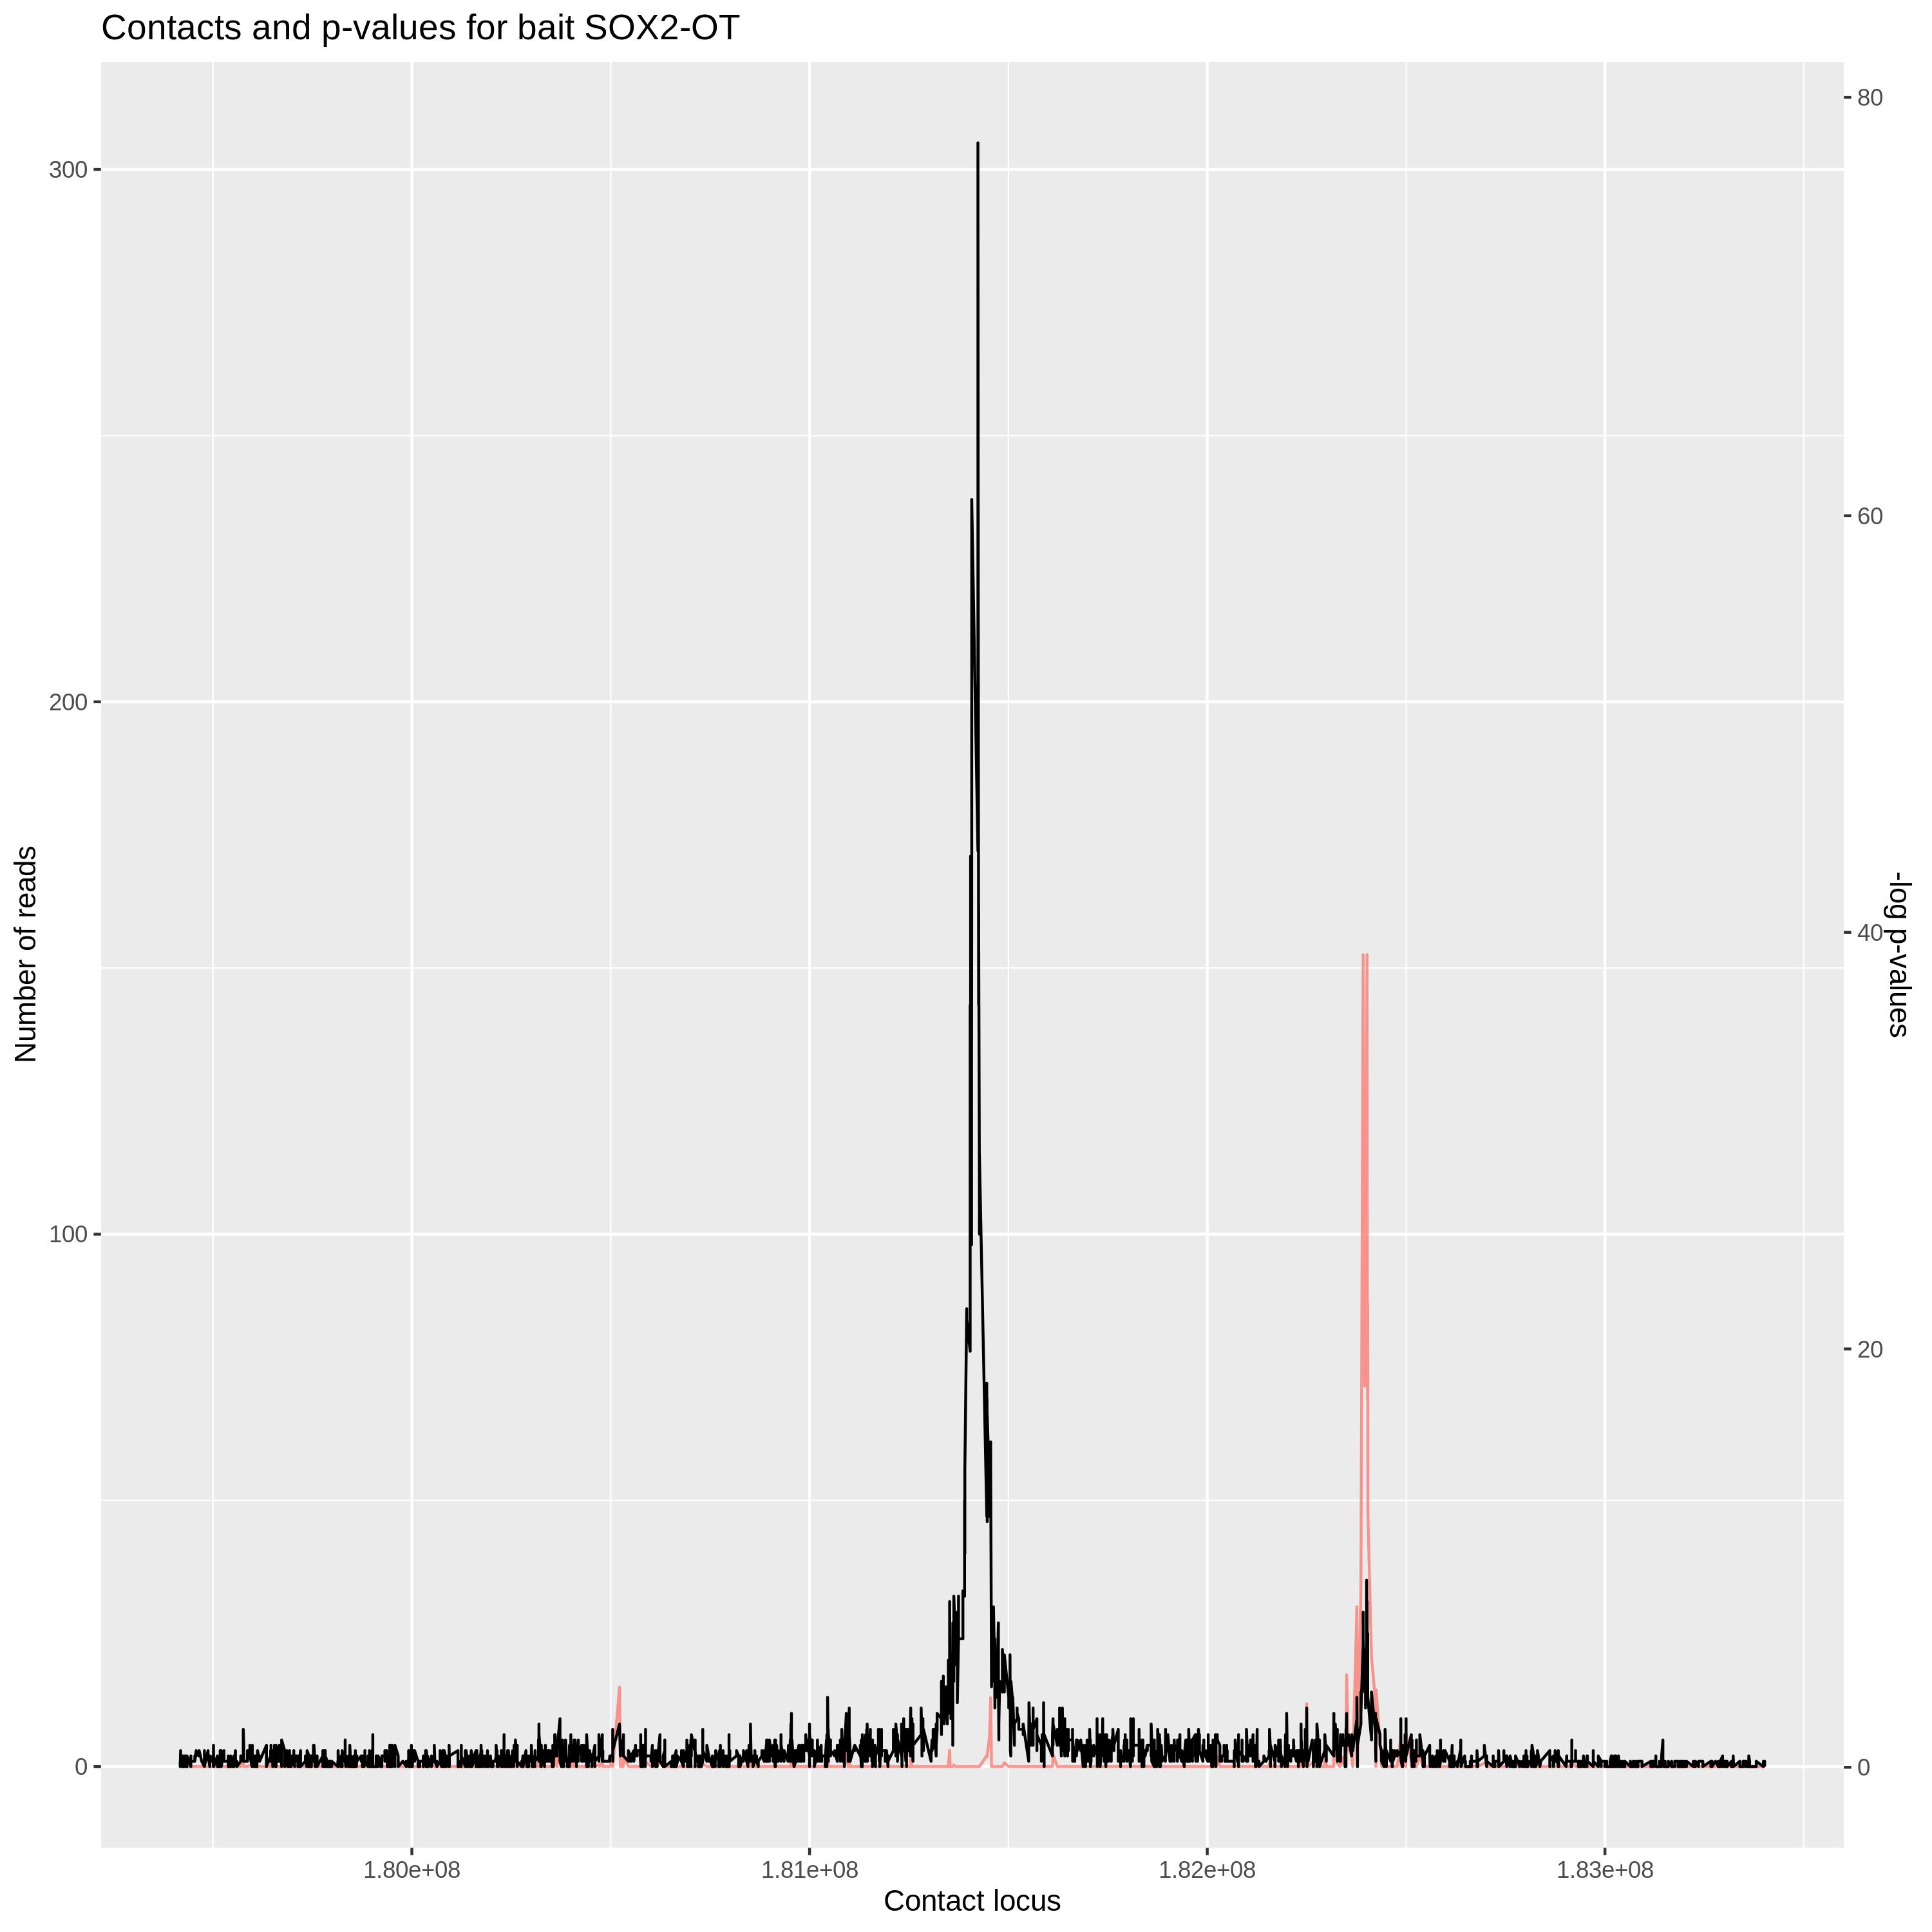 Contacts and p-values for bait SOX2-OT
300
200
100
0
80
60
40
20
0
Number of reads
-log p-values
1.80e+08
1.81e+08
1.82e+08
1.83e+08
Contact locus